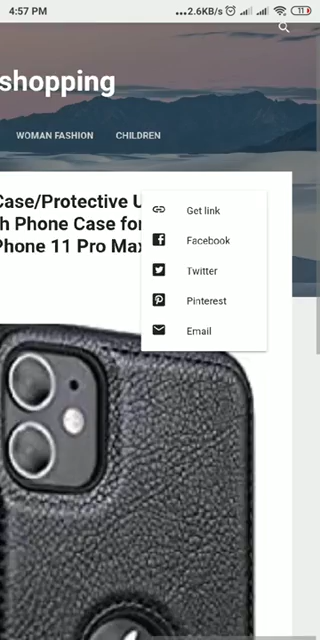 4:57 PM
...2.6KB/s
11
shopping
WOMAN FASHION CHILDREN
Case/Protective
h Phone Case for
Phone 11 Pro Max
Get link
Facebook
Twitter
Pinterest
Email